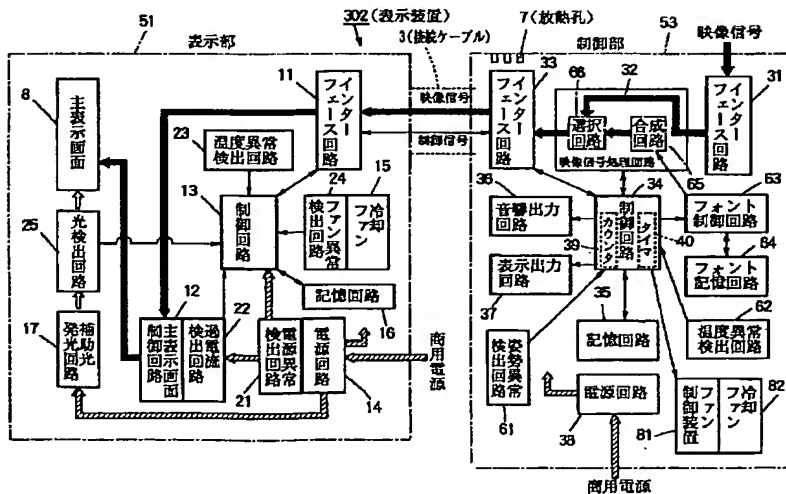 51
表示部
302(表示装置)
3(接続ケーブル)
7(放熱孔)
53
制御部
映像信号
8
主表示画面
11
インターフェース回路
映像信号
制御信号
33
インターフェース回路
66
選択回路
32
合成回路
映像信号処理回路
65
31
インターフェース回路
23
温度異常検出回路
13
制御回路
24
ファン異常検出回路
15
冷却ファン
記憶回路
16
25
光検出回路
17
補助光発光回路
12
主表示画面制御回路
22
過電流検出回路
21
電源異常検出回路
電源回路
14
商用電源
36
音響出力回路
34
制御回路
39
カウンタ
タイマ
40
63
フォント制御回路
64
フォント記憶回路
表示出力回路
37
35
記憶回路
62
温度異常検出回路
姿勢異常検出回路
61
電源回路
38
ファン制御装置
81
冷却ファン
82
商用電源